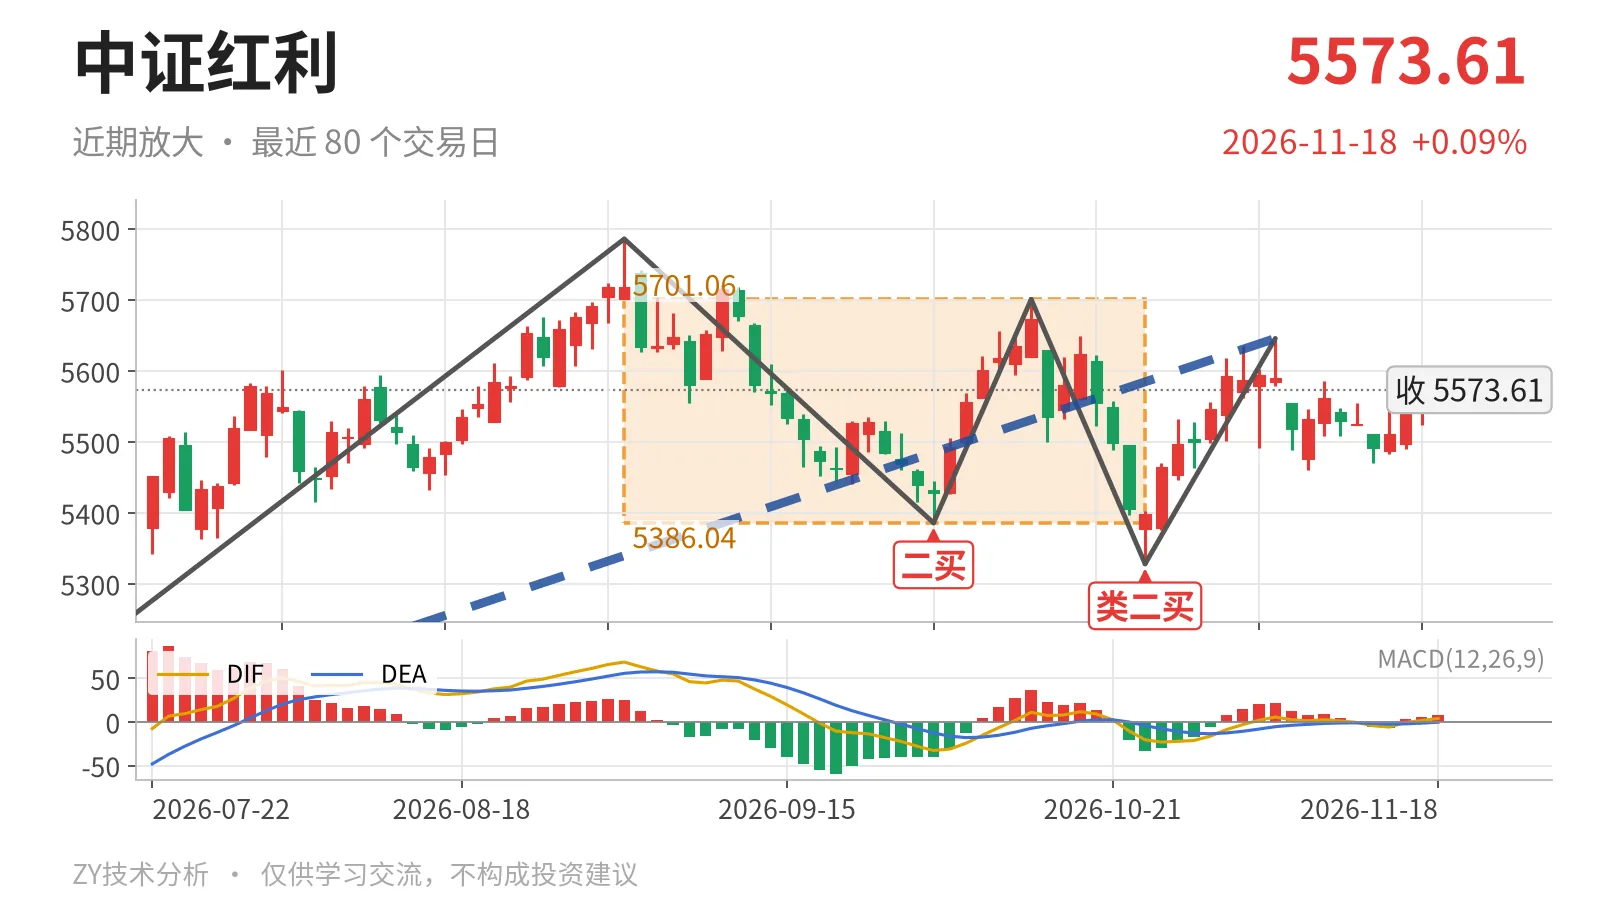 中证红利
5573.61
近期放大 • 最近 80 个交易日
2026-11-18 +0.09%
5800
5700
5600
5500
5400
5300
5701.06
5386.04
收 5573.61
二买
类二买
DIF
DEA
MACD(12,26,9)
50
0
-50
2026-07-22
2026-08-18
2026-09-15
2026-10-21
2026-11-18
ZY技术分析 • 仅供学习交流，不构成投资建议